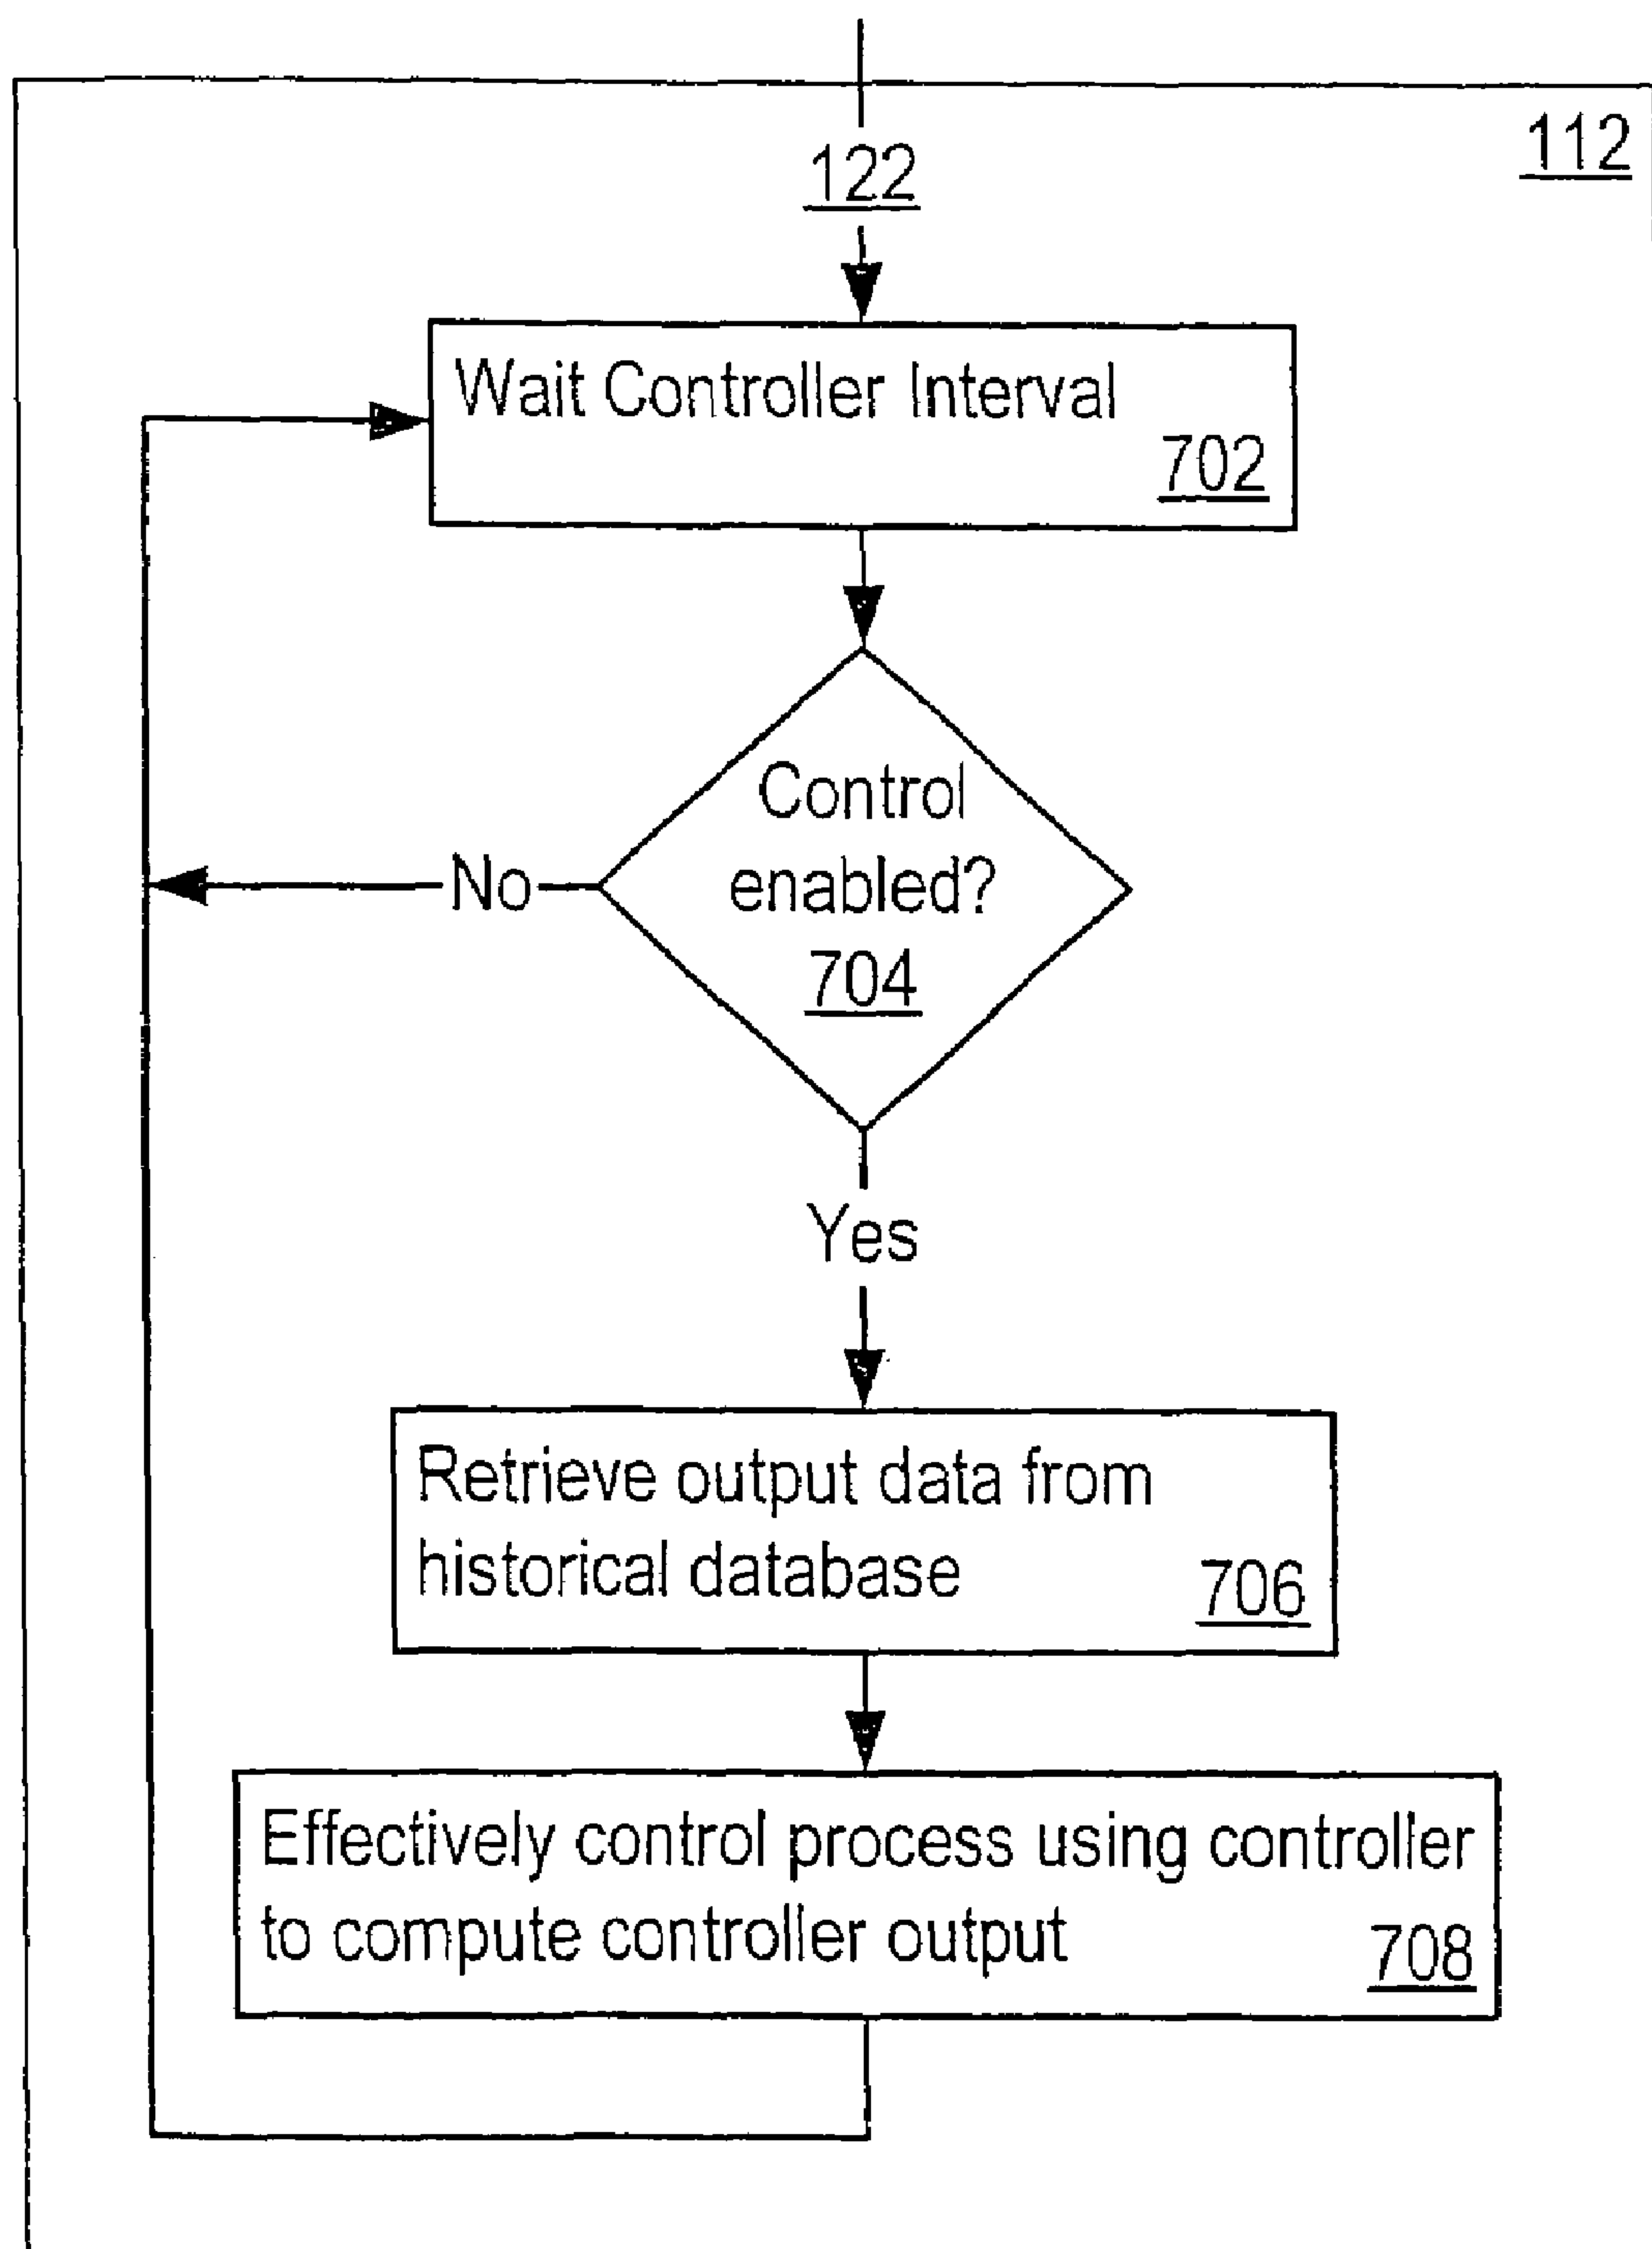 112
122
Wait Controller Interval
702
Control
enabled?
704
No
Yes
Retrieve output data from
historical database
706
Effectively control process using controller
to compute controller output
708